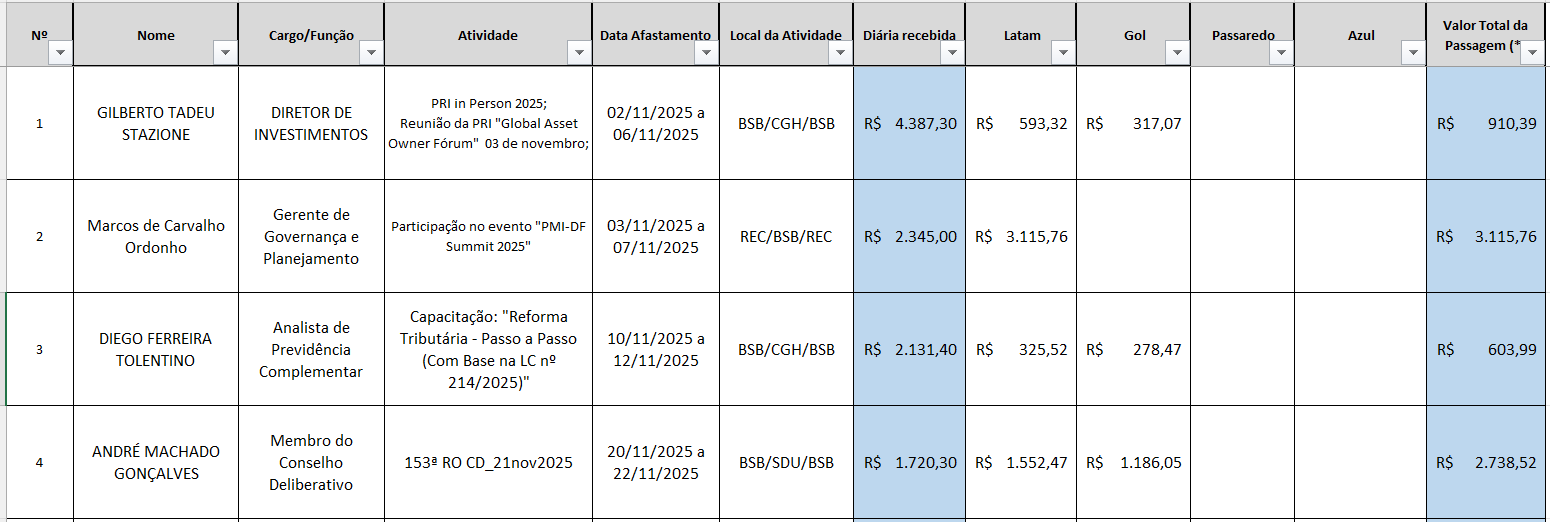 Nº Nome Cargo/Função Atividade Data Afastamento Local da Atividade Diária recebida Latam Gol Passaredo Azul Valor Total da
Passagem (*
1
GILBERTO TADEU
STAZIONE
DIRETOR DE
INVESTIMENTOS
PRI in Person 2025;
Reunião da PRI "Global Asset
Owner Fórum" 03 de novembro;
02/11/2025 a
06/11/2025
BSB/CGH/BSB
R$ 4.387,30
R$ 593,32
R$ 317,07
R$ 910,39
2
Marcos de Carvalho
Ordonho
Gerente de
Governança e
Planejamento
Participação no evento "PMI-DF
Summit 2025"
03/11/2025 a
07/11/2025
REC/BSB/REC
R$ 2.345,00
R$ 3.115,76
R$ 3.115,76
3
DIEGO FERREIRA
TOLENTINO
Analista de
Previdência
Complementar
Capacitação: "Reforma
Tributária - Passo a Passo
(Com Base na LC nº
214/2025)"
10/11/2025 a
12/11/2025
BSB/CGH/BSB
R$ 2.131,40
R$ 325,52
R$ 278,47
R$ 603,99
4
ANDRÉ MACHADO
GONÇALVES
Membro do
Conselho
Deliberativo
153ª RO CD_21nov2025
20/11/2025 a
22/11/2025
BSB/SDU/BSB
R$ 1.720,30
R$ 1.552,47
R$ 1.186,05
R$ 2.738,52